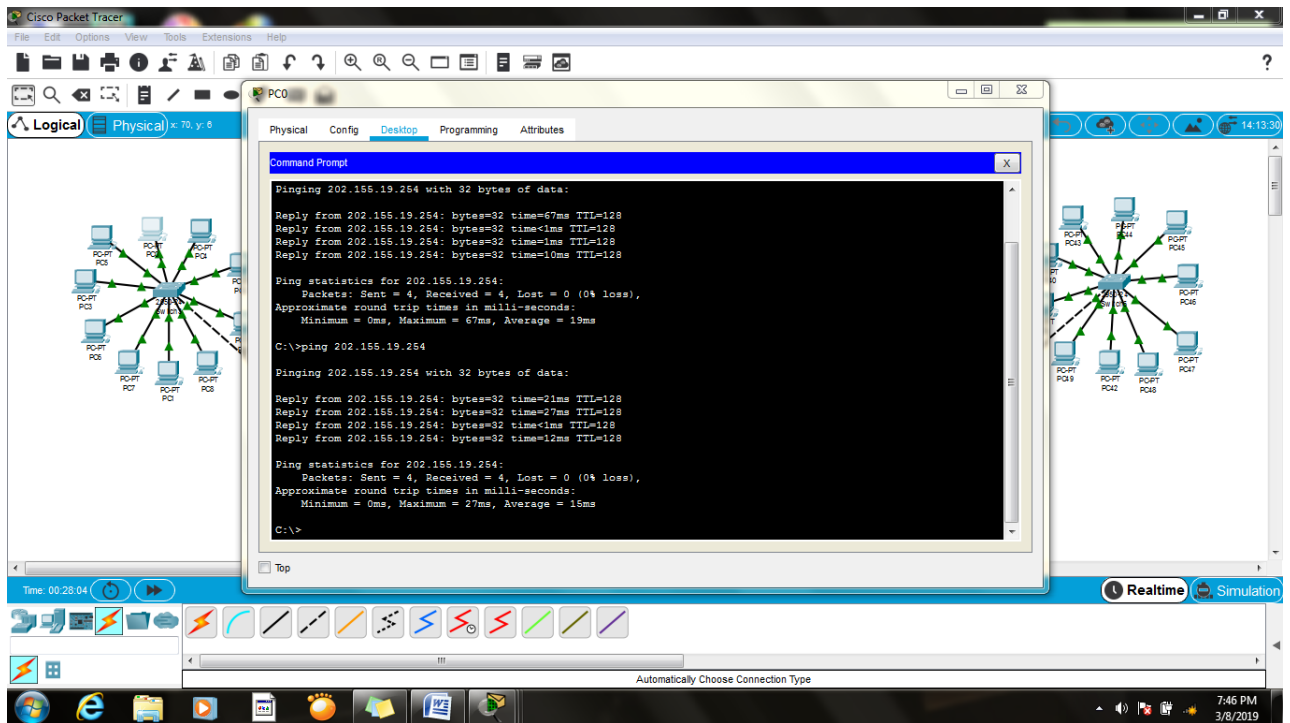 Cisco Packet Tracer
File Edit Options View Tools Extensions Help
?
PC0
Logical Physical x: 70, y: 6
14:13:30
Physical Config Desktop Programming Attributes
Command Prompt
X
Pinging 202.155.19.254 with 32 bytes of data:
Reply from 202.155.19.254: bytes=32 time=67ms TTL=128
Reply from 202.155.19.254: bytes=32 time<1ms TTL=128
Reply from 202.155.19.254: bytes=32 time=1ms TTL=128
Reply from 202.155.19.254: bytes=32 time=10ms TTL=128
Ping statistics for 202.155.19.254:
Packets: Sent = 4, Received = 4, Lost = 0 (0% loss),
Approximate round trip times in milli-seconds:
Minimum = 0ms, Maximum = 67ms, Average = 19ms
C:\>ping 202.155.19.254
Pinging 202.155.19.254 with 32 bytes of data:
Reply from 202.155.19.254: bytes=32 time=21ms TTL=128
Reply from 202.155.19.254: bytes=32 time=27ms TTL=128
Reply from 202.155.19.254: bytes=32 time<1ms TTL=128
Reply from 202.155.19.254: bytes=32 time=12ms TTL=128
Ping statistics for 202.155.19.254:
Packets: Sent = 4, Received = 4, Lost = 0 (0% loss),
Approximate round trip times in milli-seconds:
Minimum = 0ms, Maximum = 27ms, Average = 15ms
C:\>
Top
PC-PT
PC5
PC-PT
PC-PT
PC4
PC-PT
PC3
PC-PT
PC6
PC-PT
PC7
PC-PT
PC1
PC-PT
PC8
PC-PT
PC43
PC-PT
PC44
PC-PT
PC45
PC-PT
PC46
PC-PT
PC47
PC-PT
PC49
PC-PT
PC42
PC-PT
PC48
Time: 00:28:04
Realtime Simulation
Automatically Choose Connection Type
7:46 PM
3/8/2019